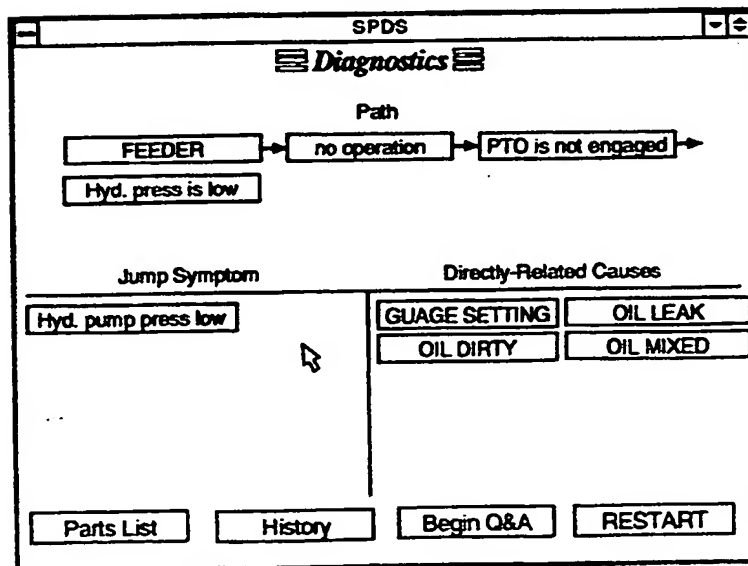 SPDS
Diagnostics
Path
FEEDER no operation PTO is not engaged
Hyd. press is low
Jump Symptom Directly-Related Causes
Hyd. pump press low GUAGE SETTING OIL LEAK
OIL DIRTY OIL MIXED
Parts List History Begin Q&A RESTART